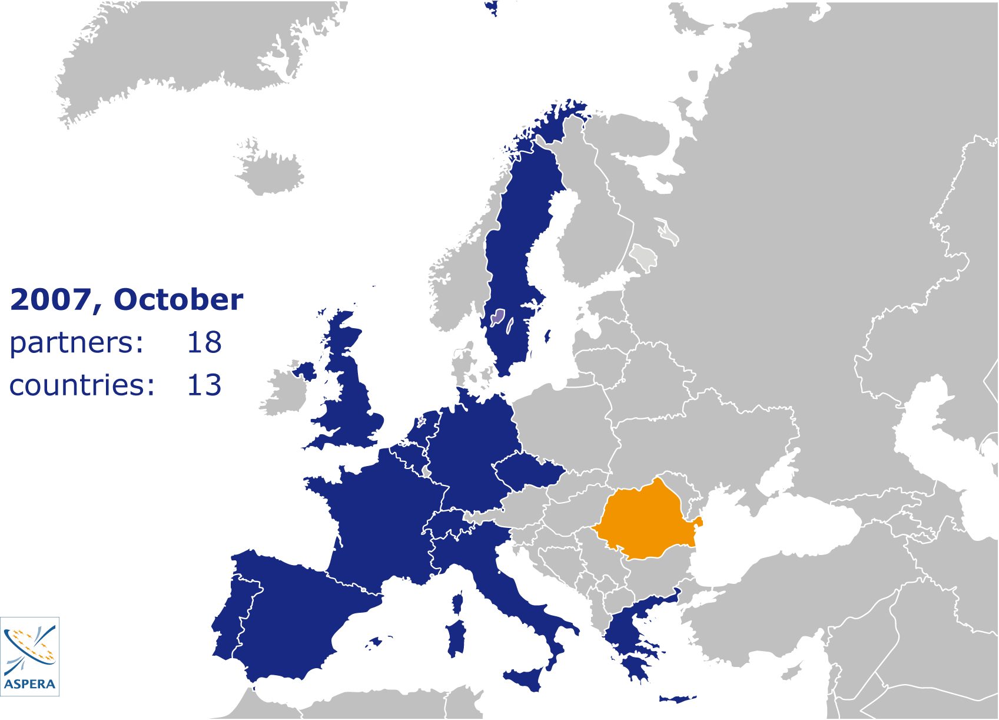 2007, October
partners: 18
countries: 13
ASPERA